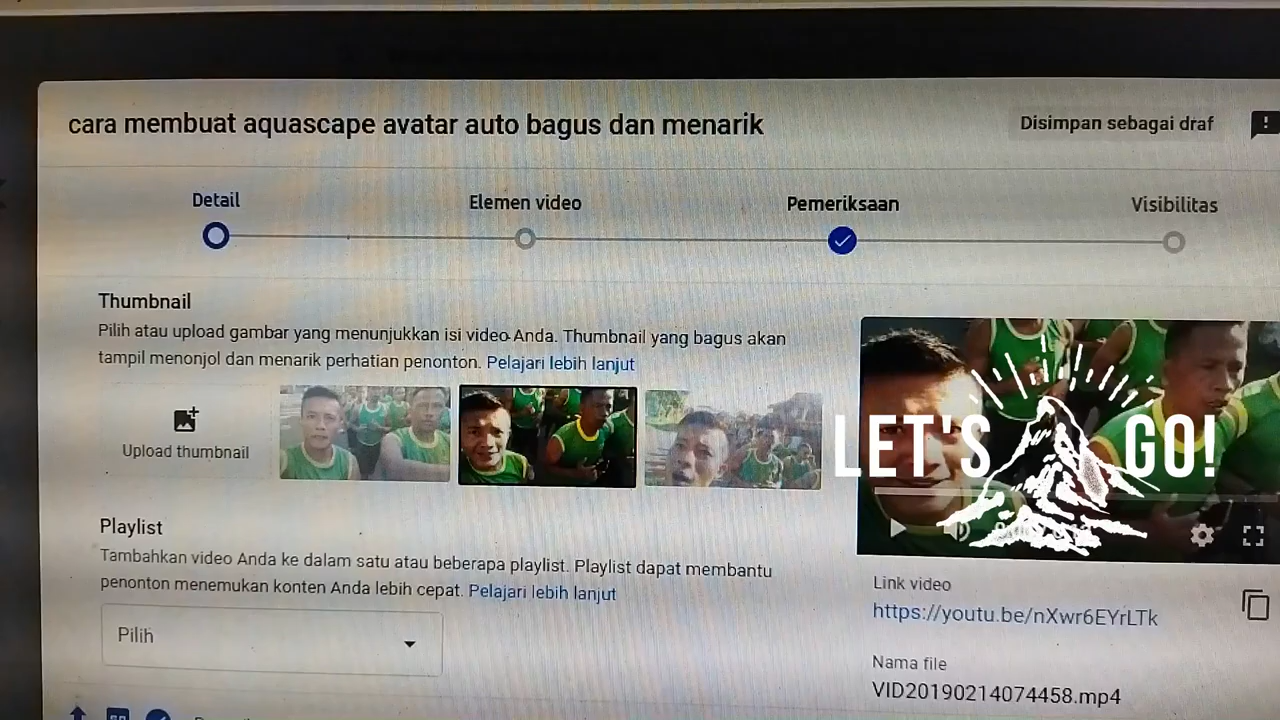 cara membuat aquascape avatar auto bagus dan menarik
Disimpan sebagai draf
Detail
Elemen video
Pemeriksaan
Visibilitas
Thumbnail
Pilih atau upload gambar yang menunjukkan isi video Anda. Thumbnail yang bagus akan
tampil menonjol dan menarik perhatian penonton. Pelajari lebih lanjut
Upload thumbnail
LET'S GO!
Playlist
Tambahkan video Anda ke dalam satu atau beberapa playlist. Playlist dapat membantu
penonton menemukan konten Anda lebih cepat. Pelajari lebih lanjut
Pilih
Link video
https://youtu.be/nXwr6EYrLTk
Nama file
VID20190214074458.mp4